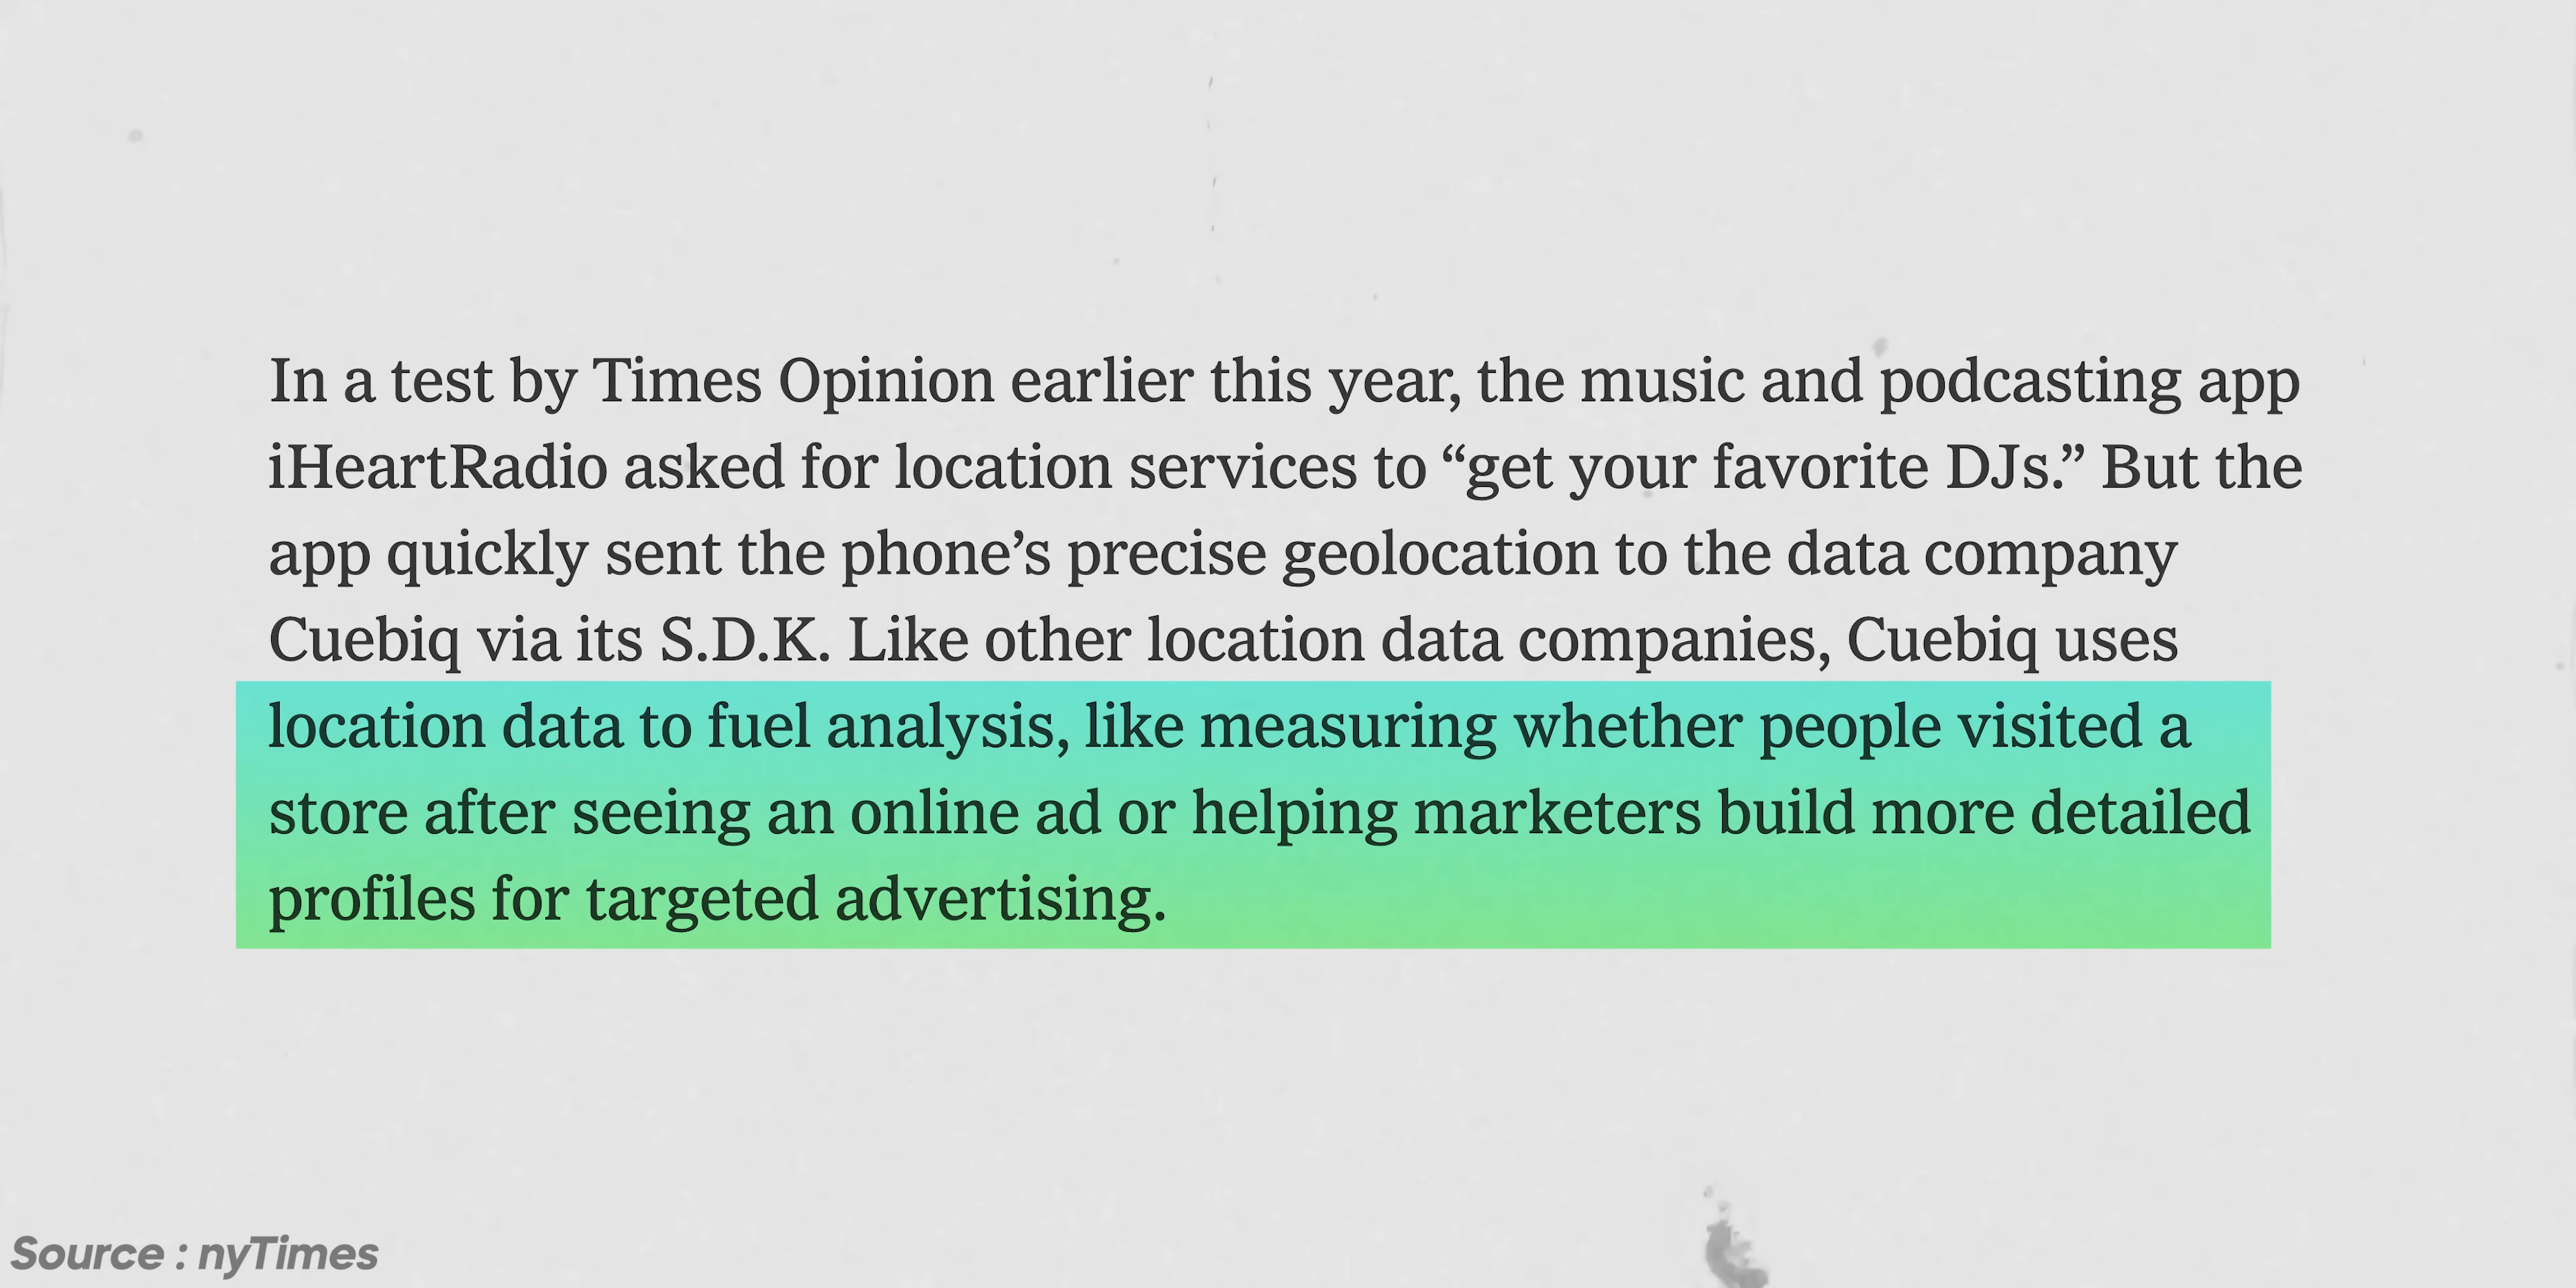 In a test by Times Opinion earlier this year, the music and podcasting app
iHeartRadio asked for location services to “get your favorite DJs.” But the
app quickly sent the phone’s precise geolocation to the data company
Cuebiq via its S.D.K. Like other location data companies, Cuebiq uses
location data to fuel analysis, like measuring whether people visited a
store after seeing an online ad or helping marketers build more detailed
profiles for targeted advertising.
Source : nyTimes